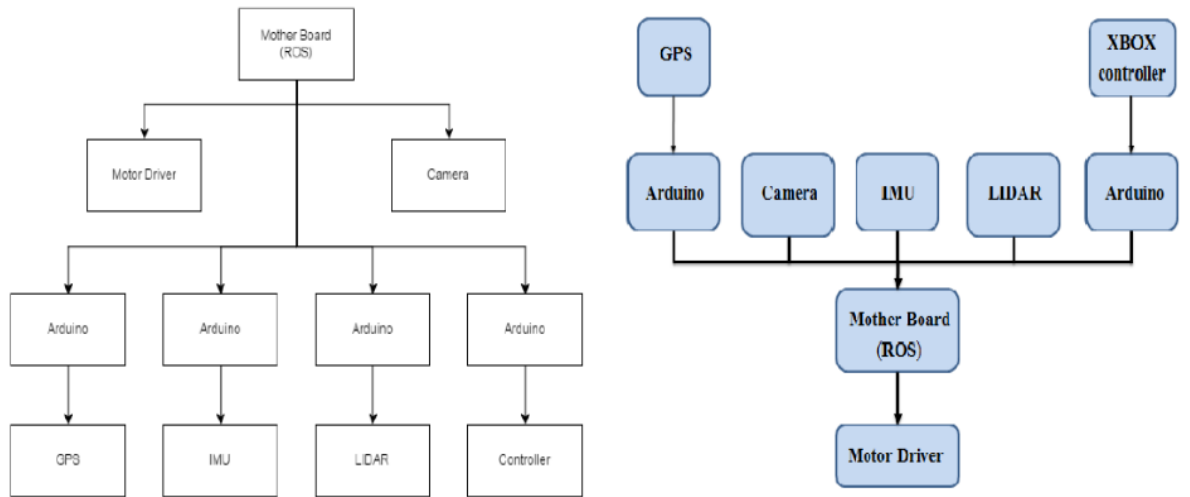 Mother Board
(ROS)
Motor Driver
Camera
Arduino
Arduino
Arduino
Arduino
GPS
IMU
LIDAR
Controller
GPS
XBOX
controller
Arduino
Camera
IMU
LIDAR
Arduino
Mother Board
(ROS)
Motor Driver